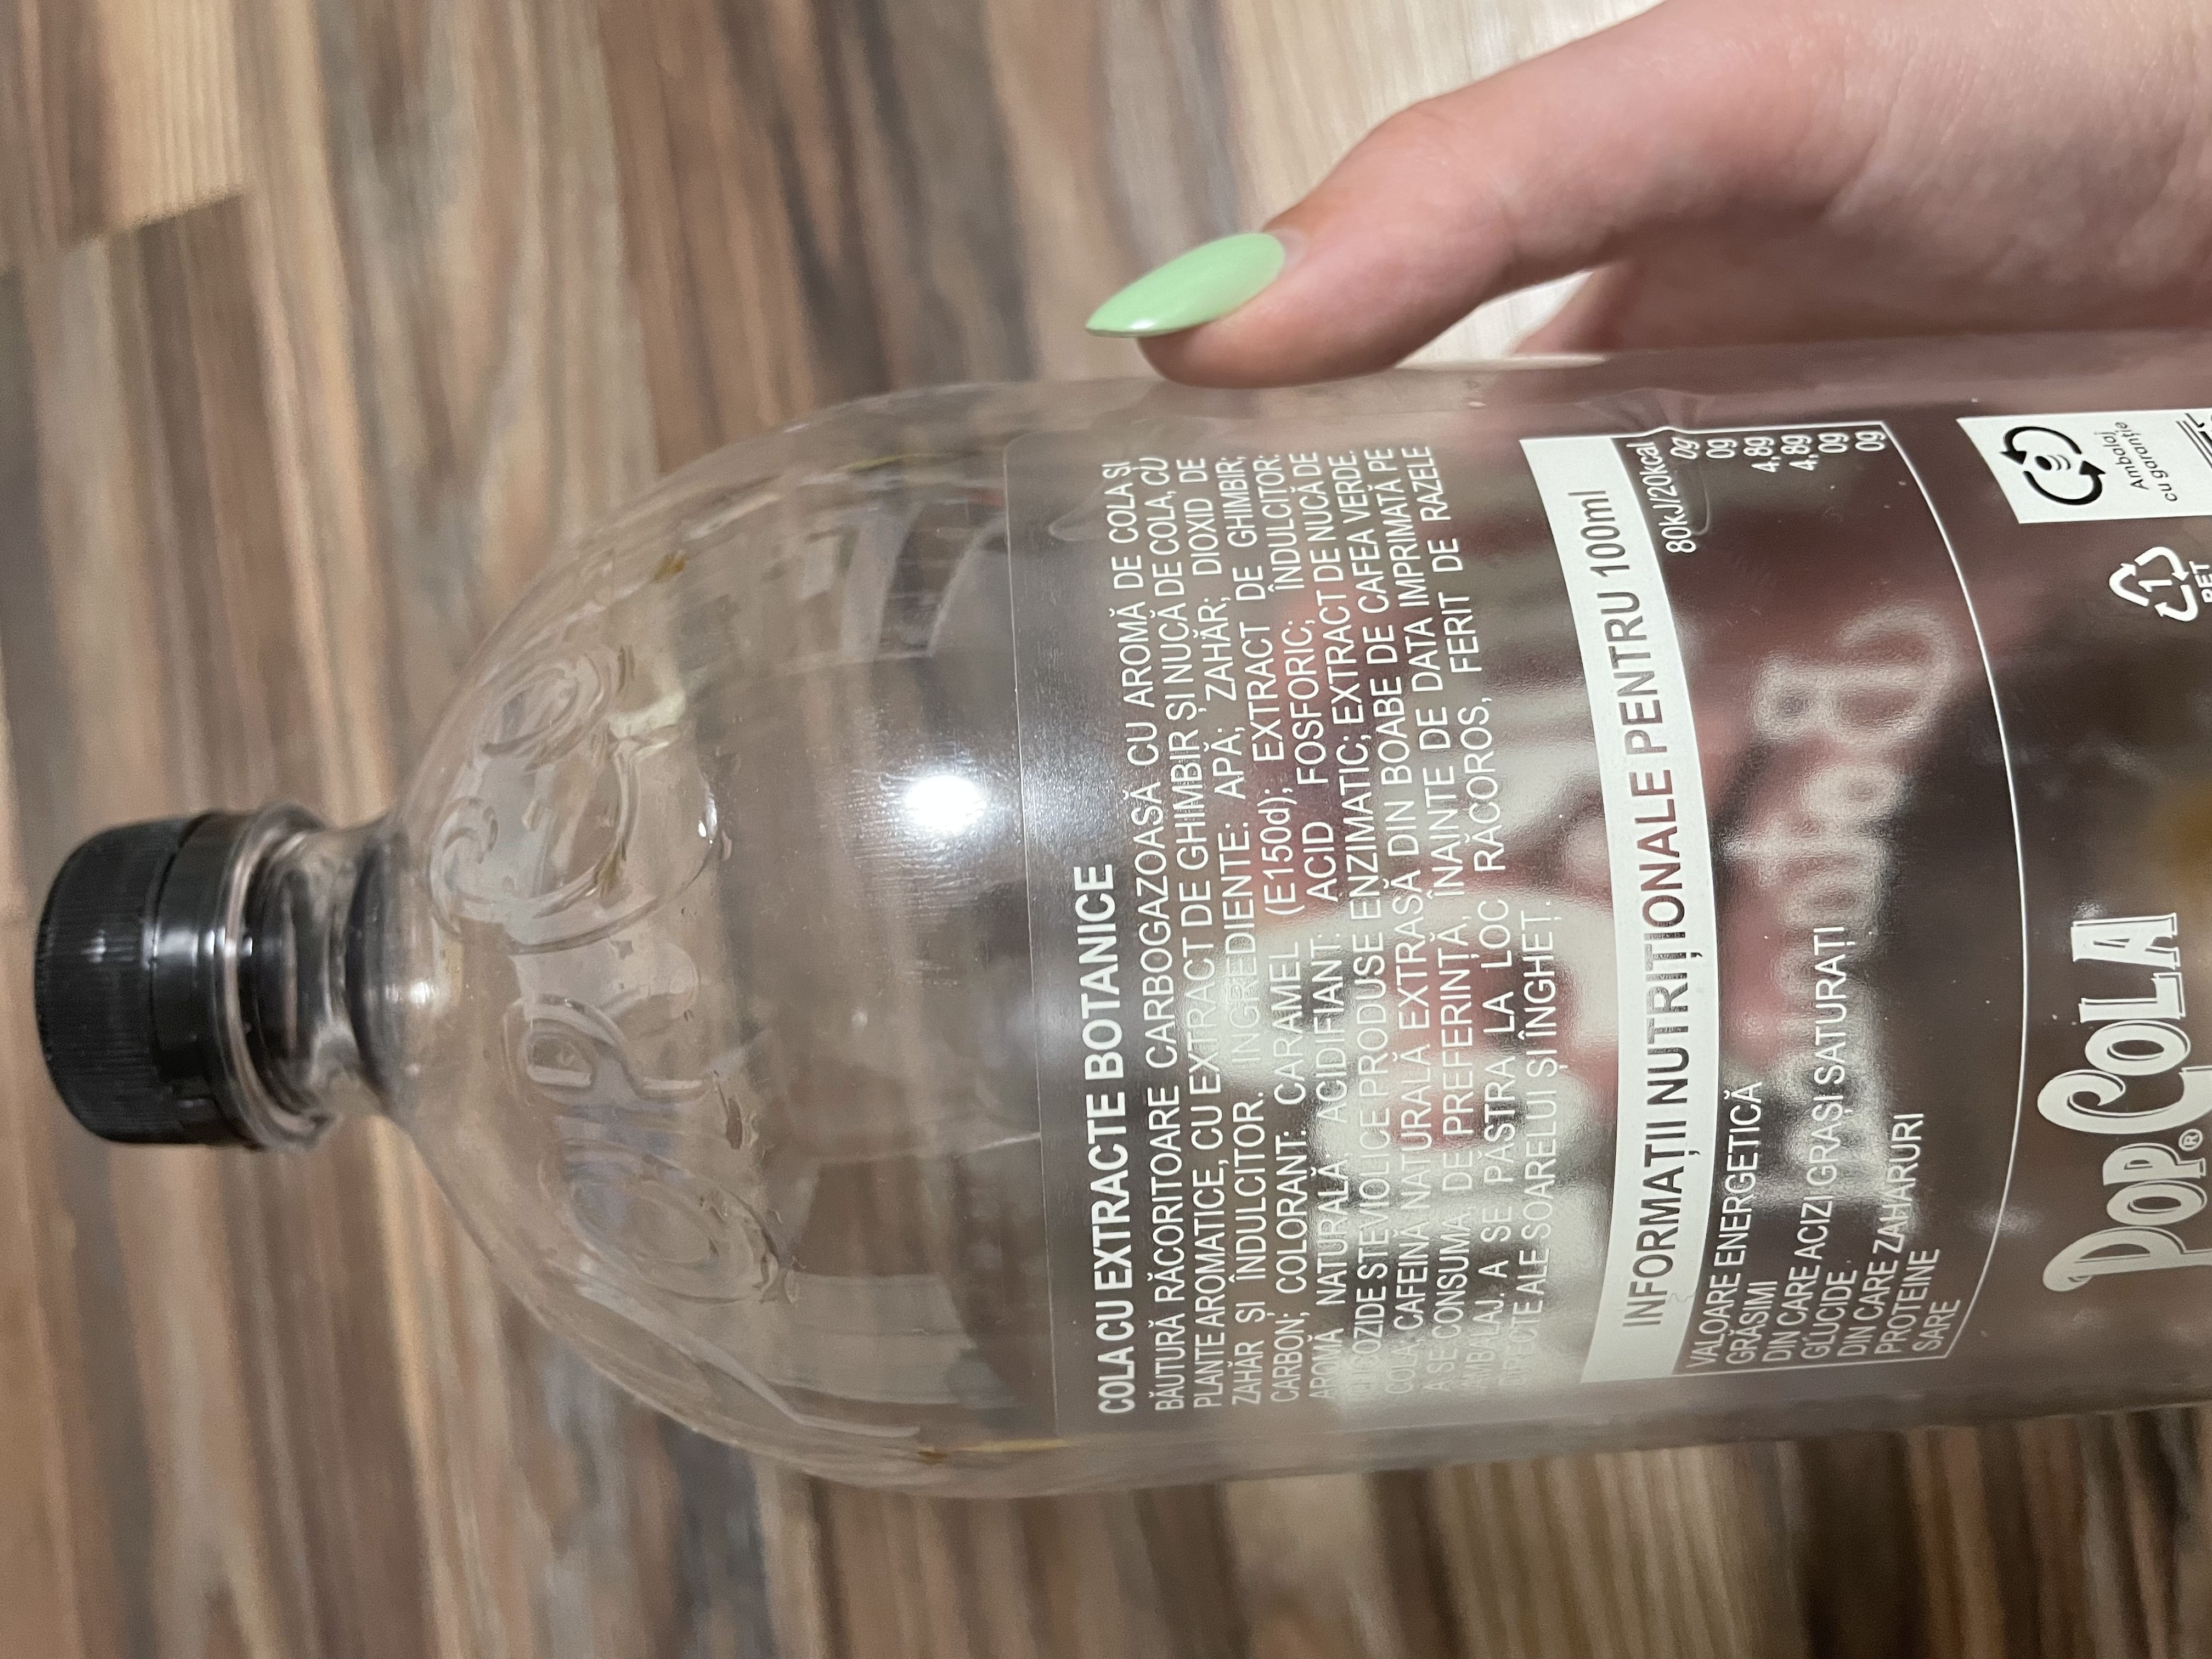 COLA CU EXTRACTE BOTANICE
BĂUTURĂ RĂCORITOARE CARBOGAZOASĂ CU AROMĂ DE COLA ȘI
PLANTE AROMATICE, CU EXTRACT DE GHIMBIR ȘI NUCĂ DE COLA, CU
ZAHĂR ȘI ÎNDULCITOR. INGREDIENTE: APĂ; ZAHĂR; DIOXID DE
CARBON; COLORANT: CARAMEL (E150d); EXTRACT DE GHIMBIR;
AROMĂ NATURALĂ; ACIDIFIANT: ACID FOSFORIC; ÎNDULCITOR:
GLICOZIDE STEVIOLICE PRODUSE ENZIMATIC; EXTRACT DE NUCĂ DE
COLA; CAFEINĂ NATURALĂ EXTRASĂ DIN BOABE DE CAFEA VERDE.
A SE CONSUMA, DE PREFERINȚĂ, ÎNAINTE DE DATA IMPRIMATĂ PE
AMBALAJ. A SE PĂSTRA LA LOC RĂCOROS, FERIT DE RAZELE
DIRECTE ALE SOARELUI ȘI ÎNGHEȚ.
INFORMAȚII NUTRIȚIONALE PENTRU 100ml
VALOARE ENERGETICĂ 80kJ/20kcal
GRĂSIMI 0g
DIN CARE ACIZI GRAȘI SATURAȚI 0g
GLUCIDE 4,8g
DIN CARE ZAHARURI 4,8g
PROTEINE 0g
SARE 0g
POP COLA
®
1
PET
Ambalaj
cu garanție